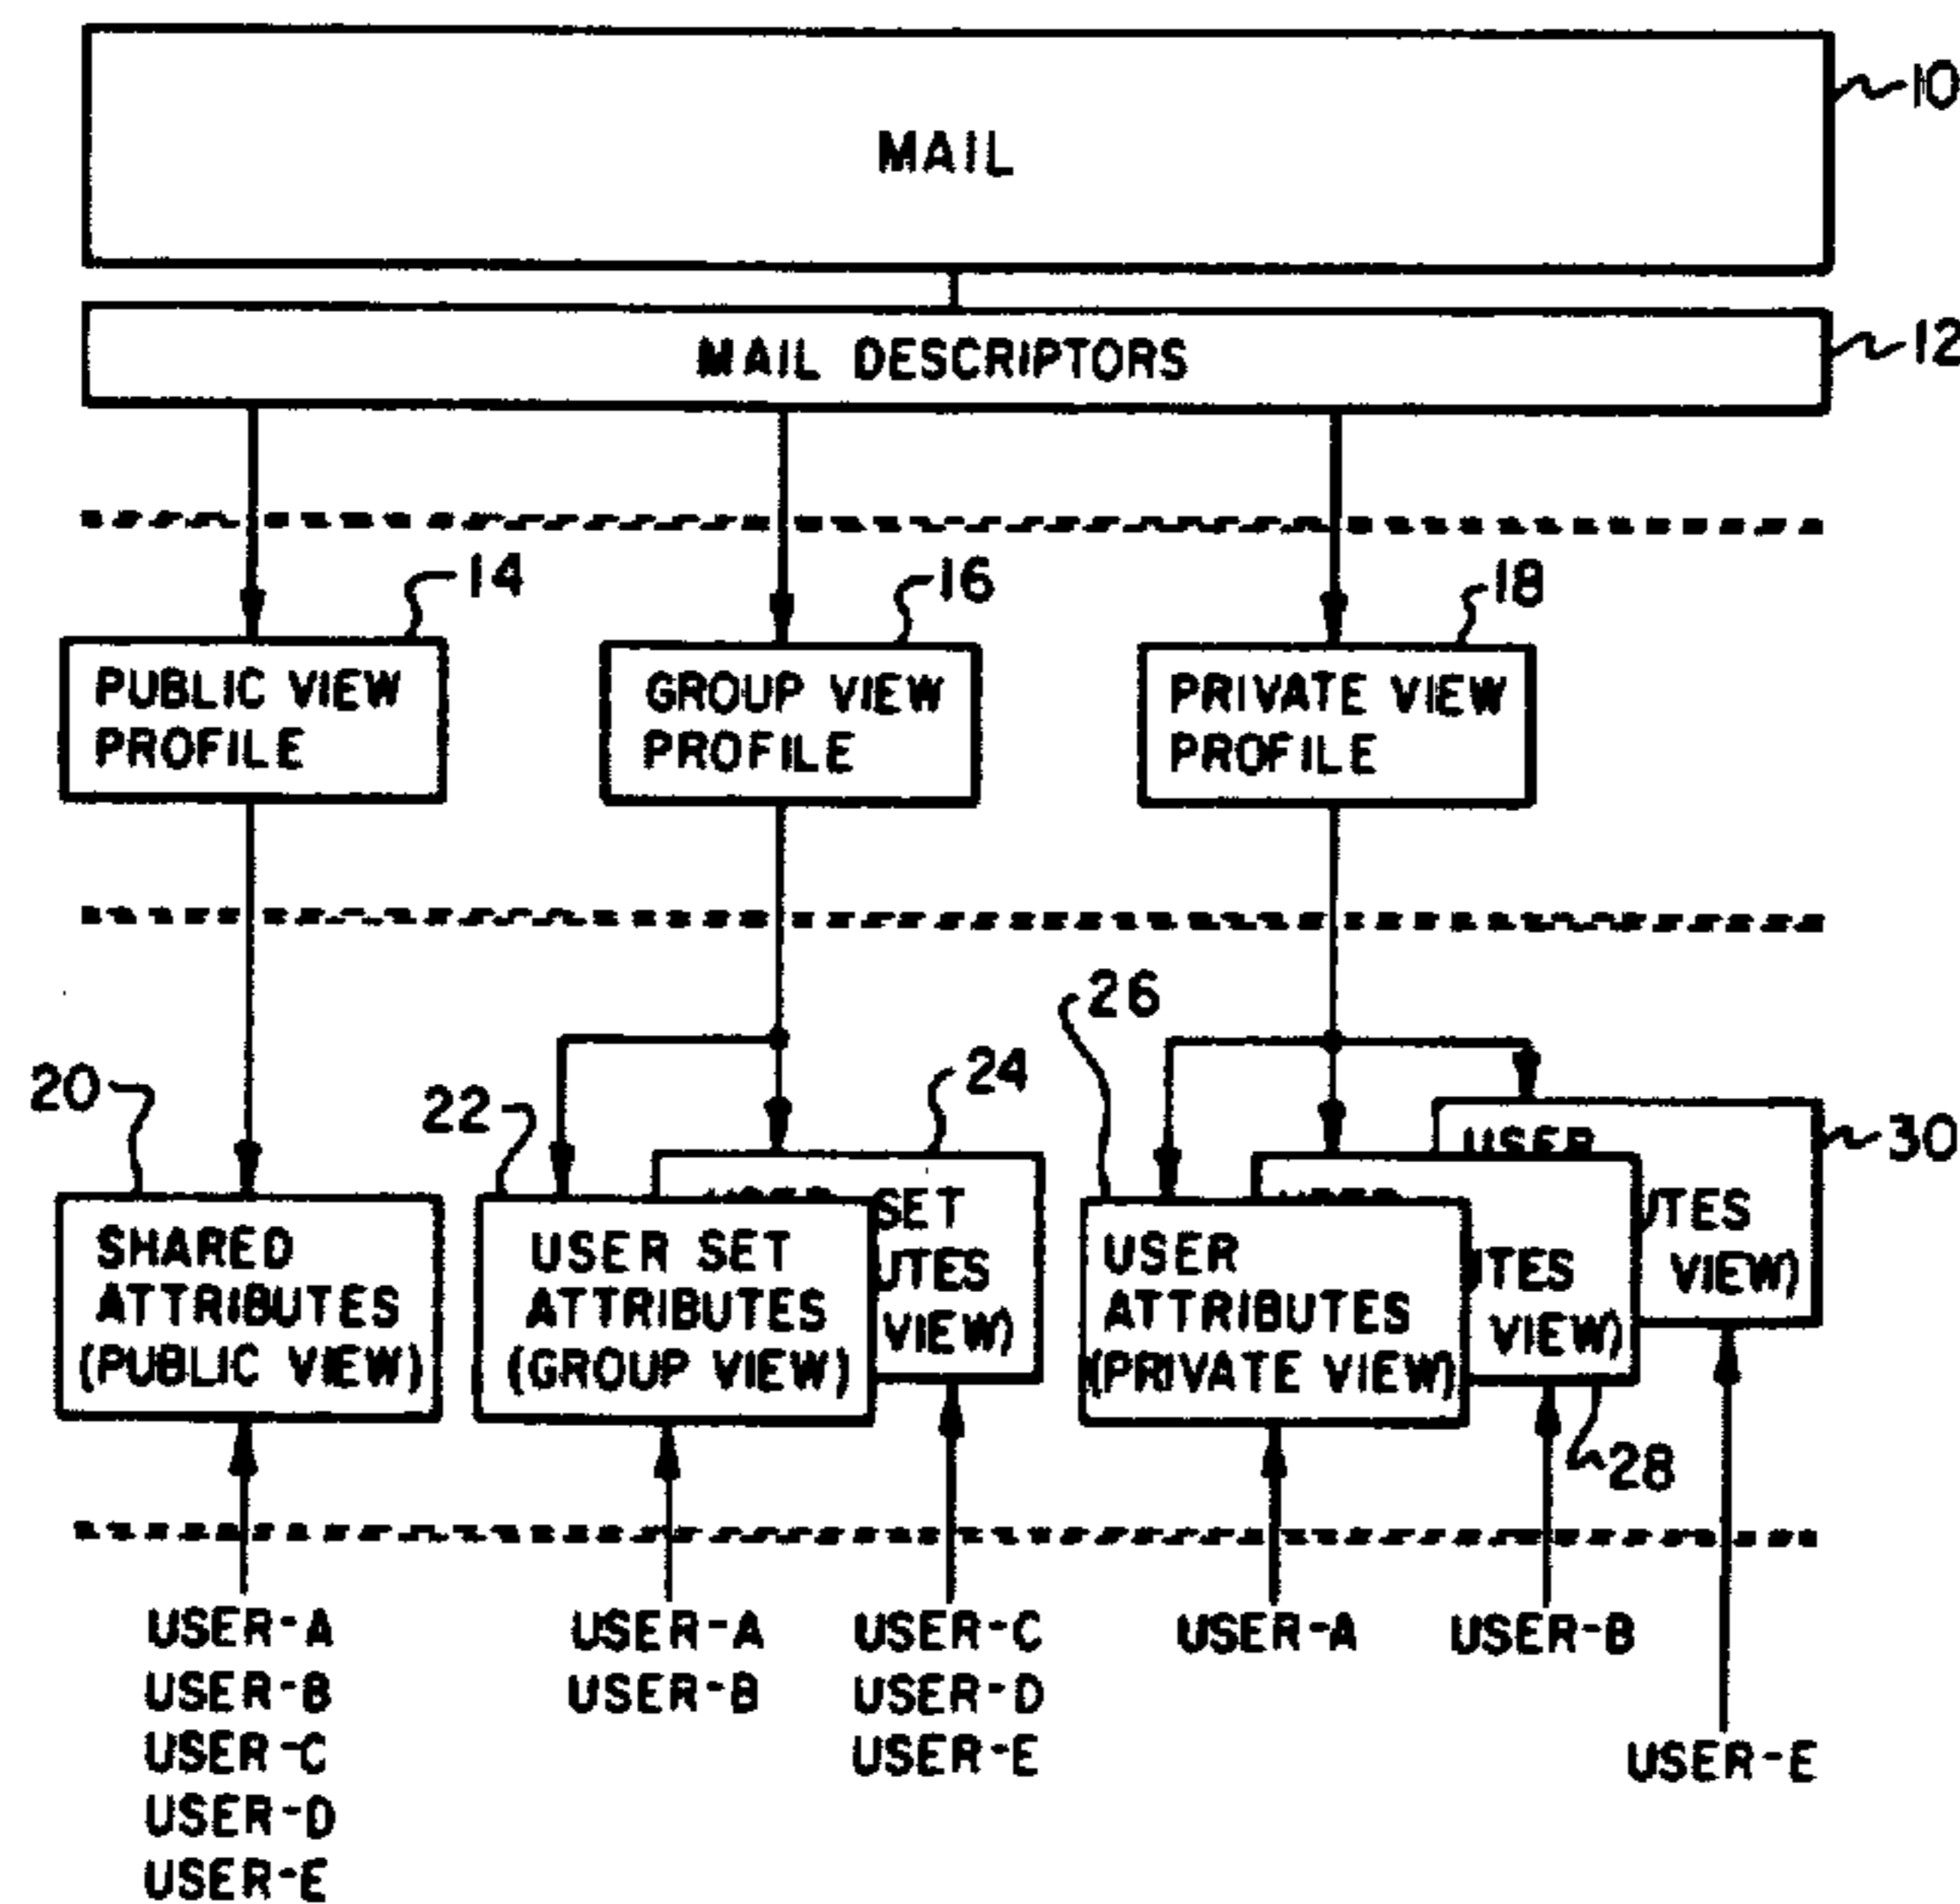 10
MAIL
MAIL DESCRIPTORS
12
14
16
18
PUBLIC VIEW
PROFILE
GROUP VIEW
PROFILE
PRIVATE VIEW
PROFILE
26
24
20
22
30
USER
SHARED
ATTRIBUTES
(PUBLIC VIEW)
USER SET
ATTRIBUTES
(GROUP VIEW)
SET
UTES
VIEW)
USER
ATTRIBUTES
(PRIVATE VIEW)
UTES
VIEW)
UTES
VIEW)
28
USER-A
USER-B
USER-C
USER-D
USER-E
USER-A
USER-B
USER-C
USER-D
USER-E
USER-A
USER-B
USER-E